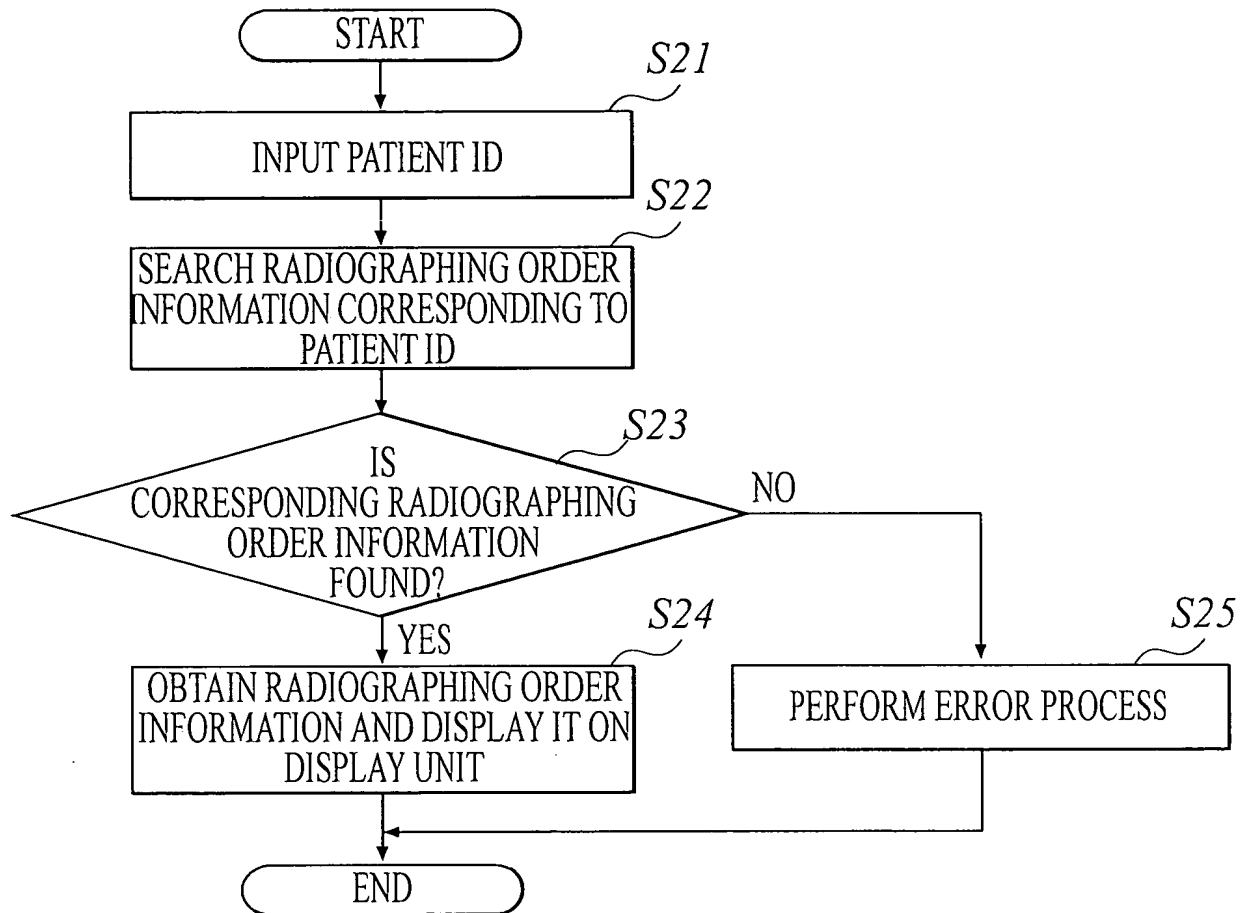 START
S21
INPUT PATIENT ID
S22
SEARCH RADIOGRAPHING ORDER
INFORMATION CORRESPONDING TO
PATIENT ID
S23
IS
CORRESPONDING RADIOGRAPHING
ORDER INFORMATION
FOUND?
NO
YES
S24
OBTAIN RADIOGRAPHING ORDER
INFORMATION AND DISPLAY IT ON
DISPLAY UNIT
S25
PERFORM ERROR PROCESS
END